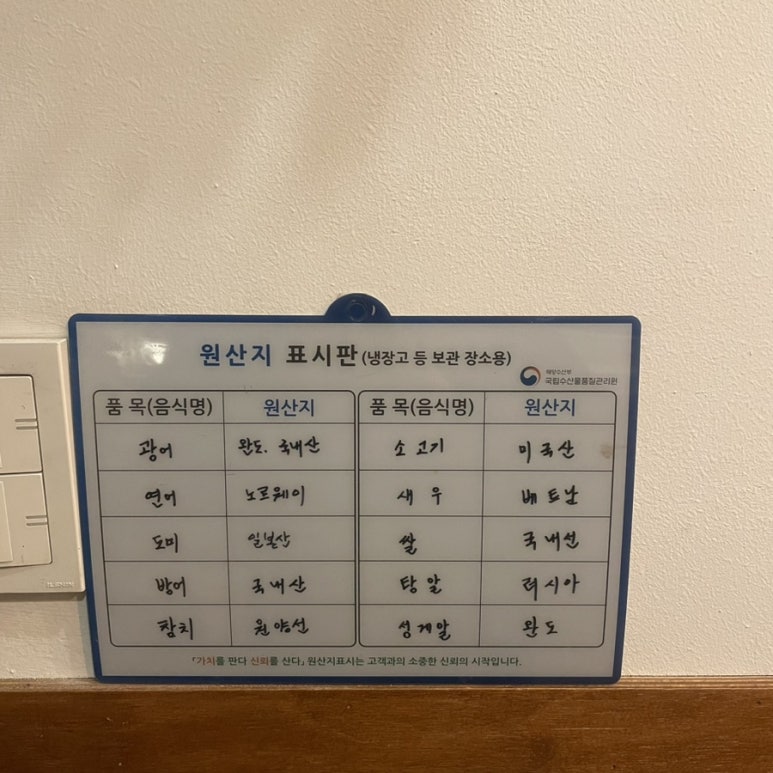 원산지 표시판(냉장고 등 보관 장소용)
해양수산부
국립수산물품질관리원
품 목(음식명) 원산지 품 목(음식명) 원산지
광어 완도. 국내산 소고기 미국산
연어 노르웨이 새우 베트남
도미 일본산 쌀 국내선
방어 국내산 탕알 러시아
참치 원양선 성게알 완도
「가치를 판다 신뢰를 산다」 원산지표시는 고객과의 소중한 신뢰의 시작입니다.